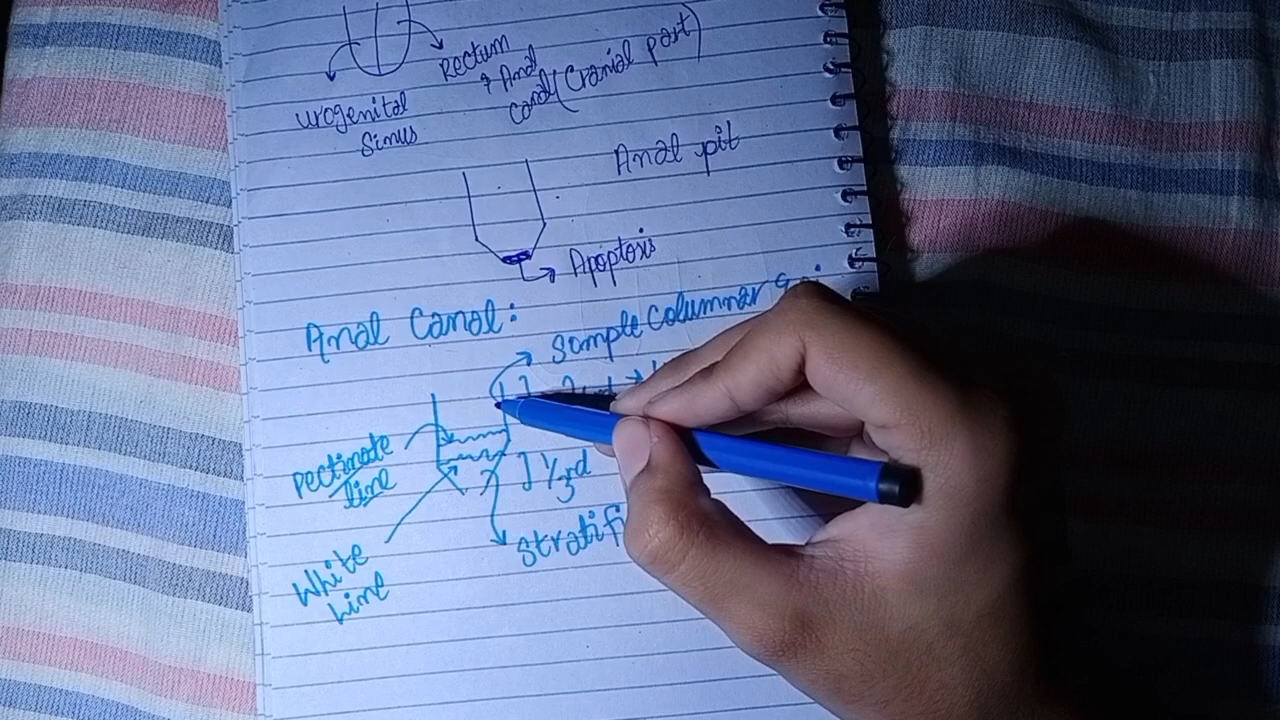 Rectum
& Anal
Canal (Cranial part)
Urogenital
Sinus
Anal pit
Apoptosis
Anal Canal:
Sample Columnar
Pectinate
line
] 1/3rd
Stratifi
White
Line